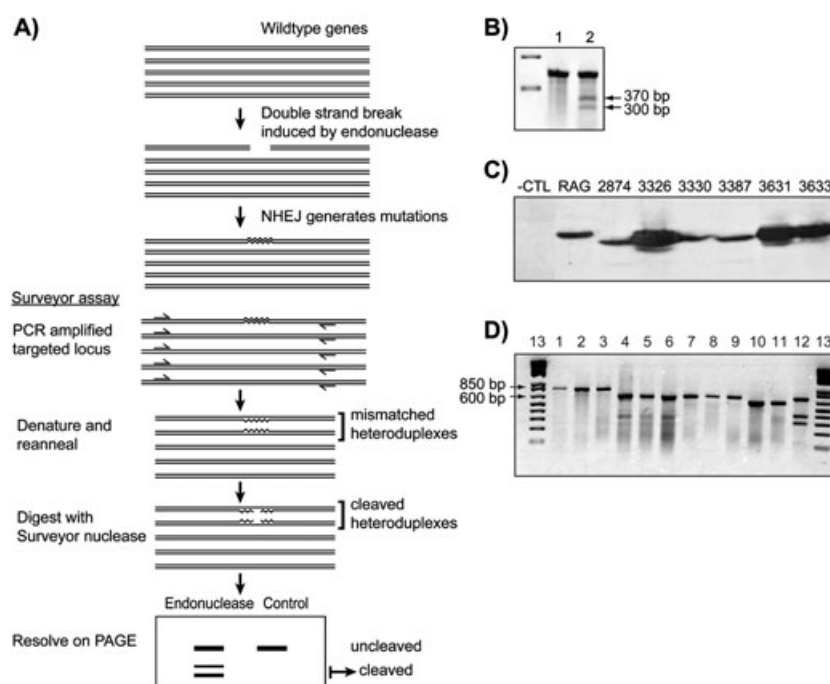 A)
Wildtype genes
Double strand break
induced by endonuclease
NHEJ generates mutations
Surveyor assay
PCR amplified
targeted locus
Denature and
reanneal
mismatched
heteroduplexes
Digest with
Surveyor nuclease
cleaved
heteroduplexes
Endonuclease Control
Resolve on PAGE
uncleaved
cleaved
B)
1 2
370 bp
300 bp
C)
-CTL RAG 2874 3326 3330 3387 3631 3633
D)
13 1 2 3 4 5 6 7 8 9 10 11 12 13
850 bp
600 bp